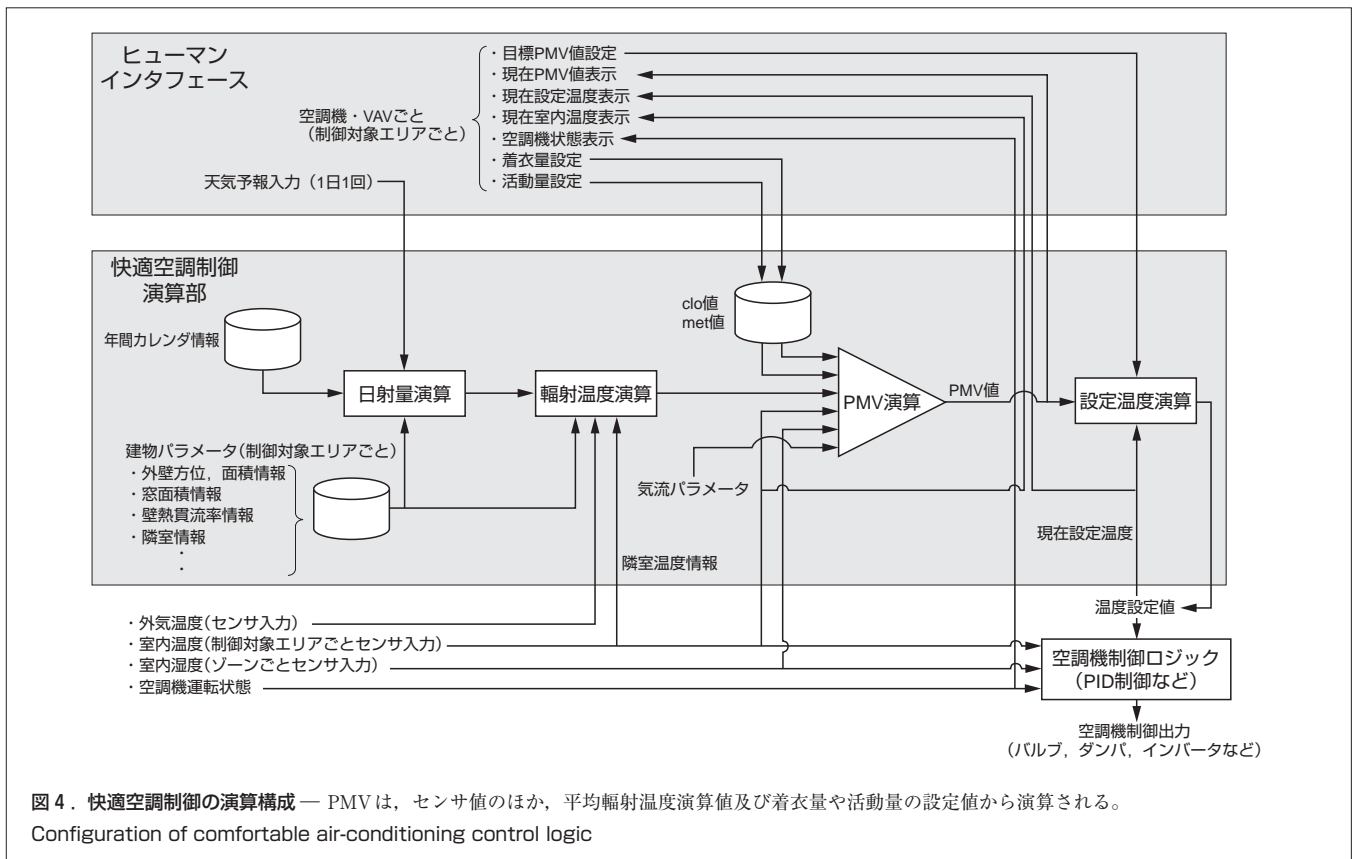 ヒューマン
インタフェース
空調機・VAVごと
(制御対象エリアごと)
・目標PMV値設定
・現在PMV値表示
・現在設定温度表示
・現在室内温度表示
・空調機状態表示
・着衣量設定
・活動量設定
天気予報入力（1日1回）
快適空調制御
演算部
年間カレンダ情報
clo値
met値
日射量演算
輻射温度演算
PMV演算
PMV値
設定温度演算
建物パラメータ(制御対象エリアごと)
・外壁方位，面積情報
・窓面積情報
・壁熱貫流率情報
・隣室情報
・
・
気流パラメータ
隣室温度情報
現在設定温度
温度設定値
・外気温度(センサ入力)
・室内温度(制御対象エリアごとセンサ入力)
・室内湿度(ゾーンごとセンサ入力)
・空調機運転状態
空調機制御ロジック
(PID制御など)
空調機制御出力
(バルブ，ダンパ，インバータなど)
図4．快適空調制御の演算構成 — PMVは，センサ値のほか，平均輻射温度演算値及び着衣量や活動量の設定値から演算される。
Configuration of comfortable air-conditioning control logic